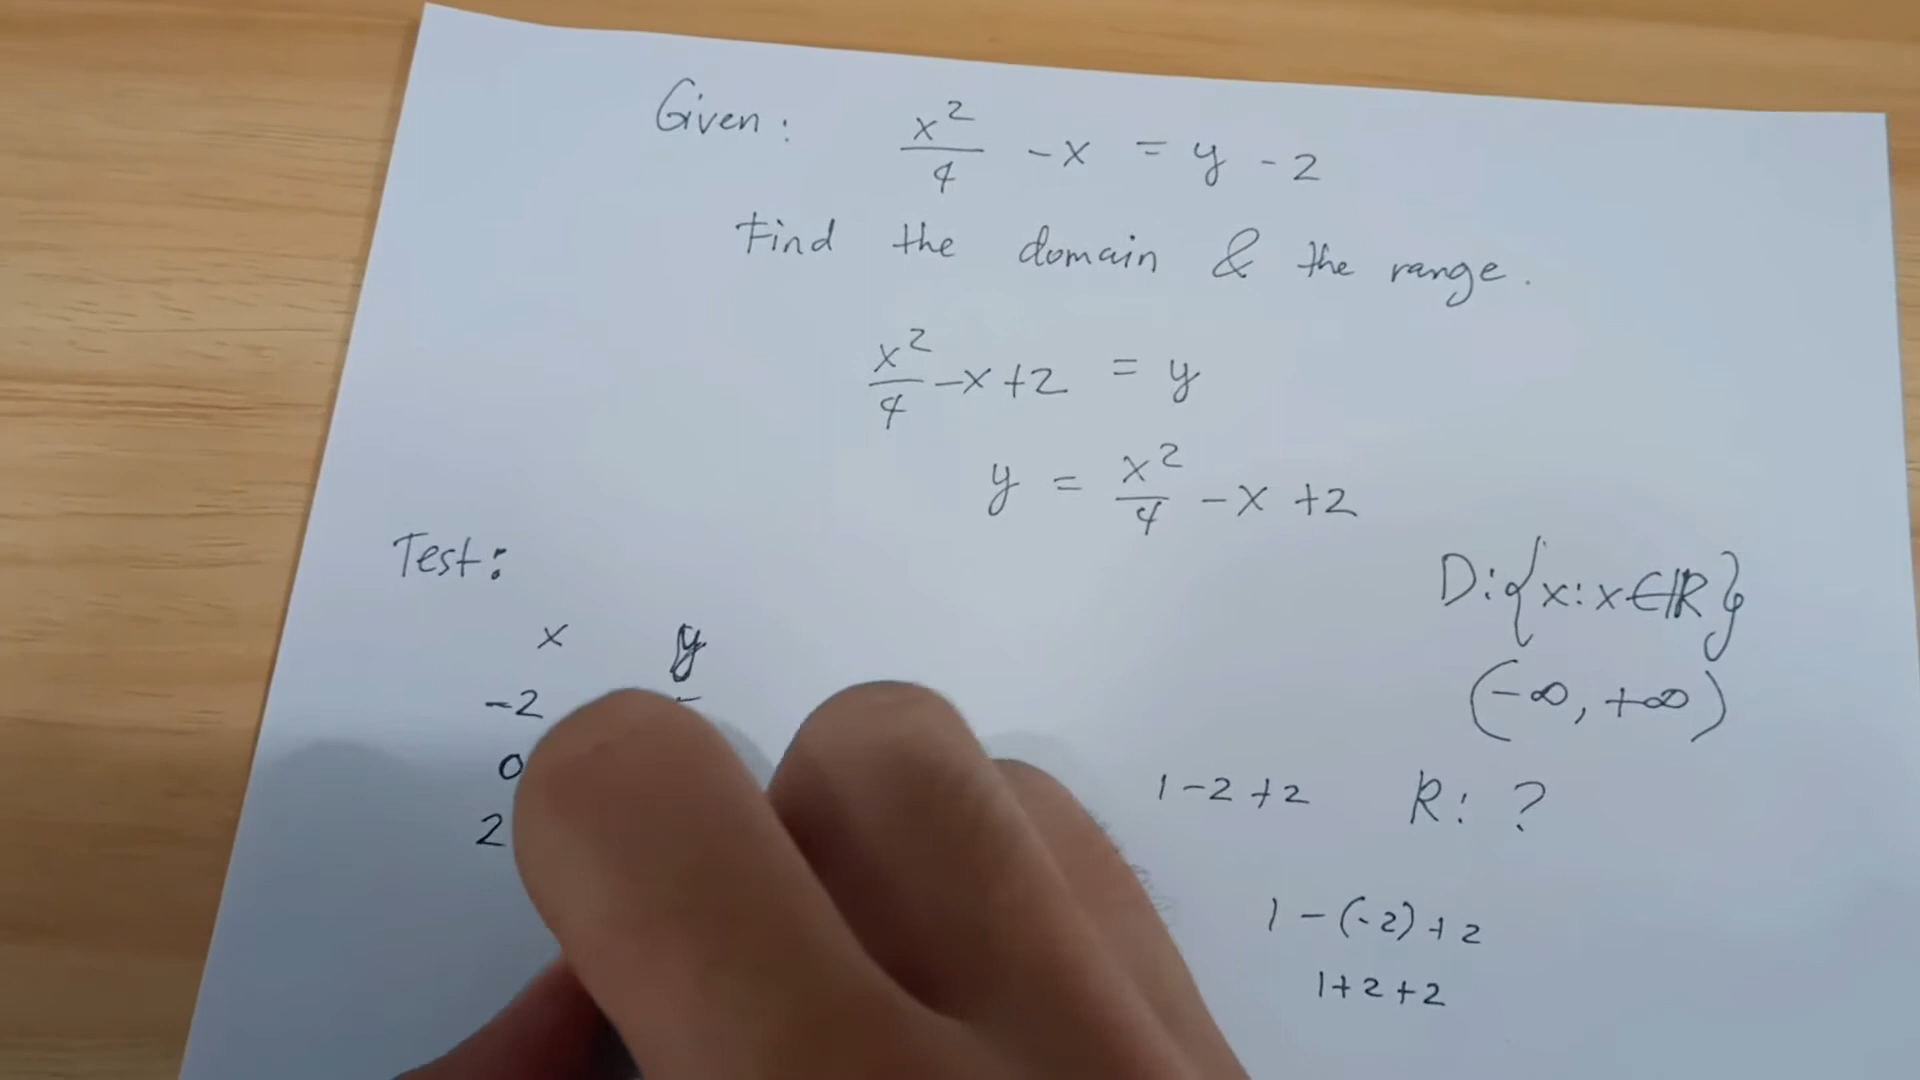 Given: x²/4 - x = y - 2
Find the domain & the range.
x²/4 - x + 2 = y
y = x²/4 - x + 2
Test:
x y
-2
0
2
D: {x: x ∈ ℝ}
(-∞, +∞)
1 - 2 + 2
R: ?
1 - (-2) + 2
1 + 2 + 2